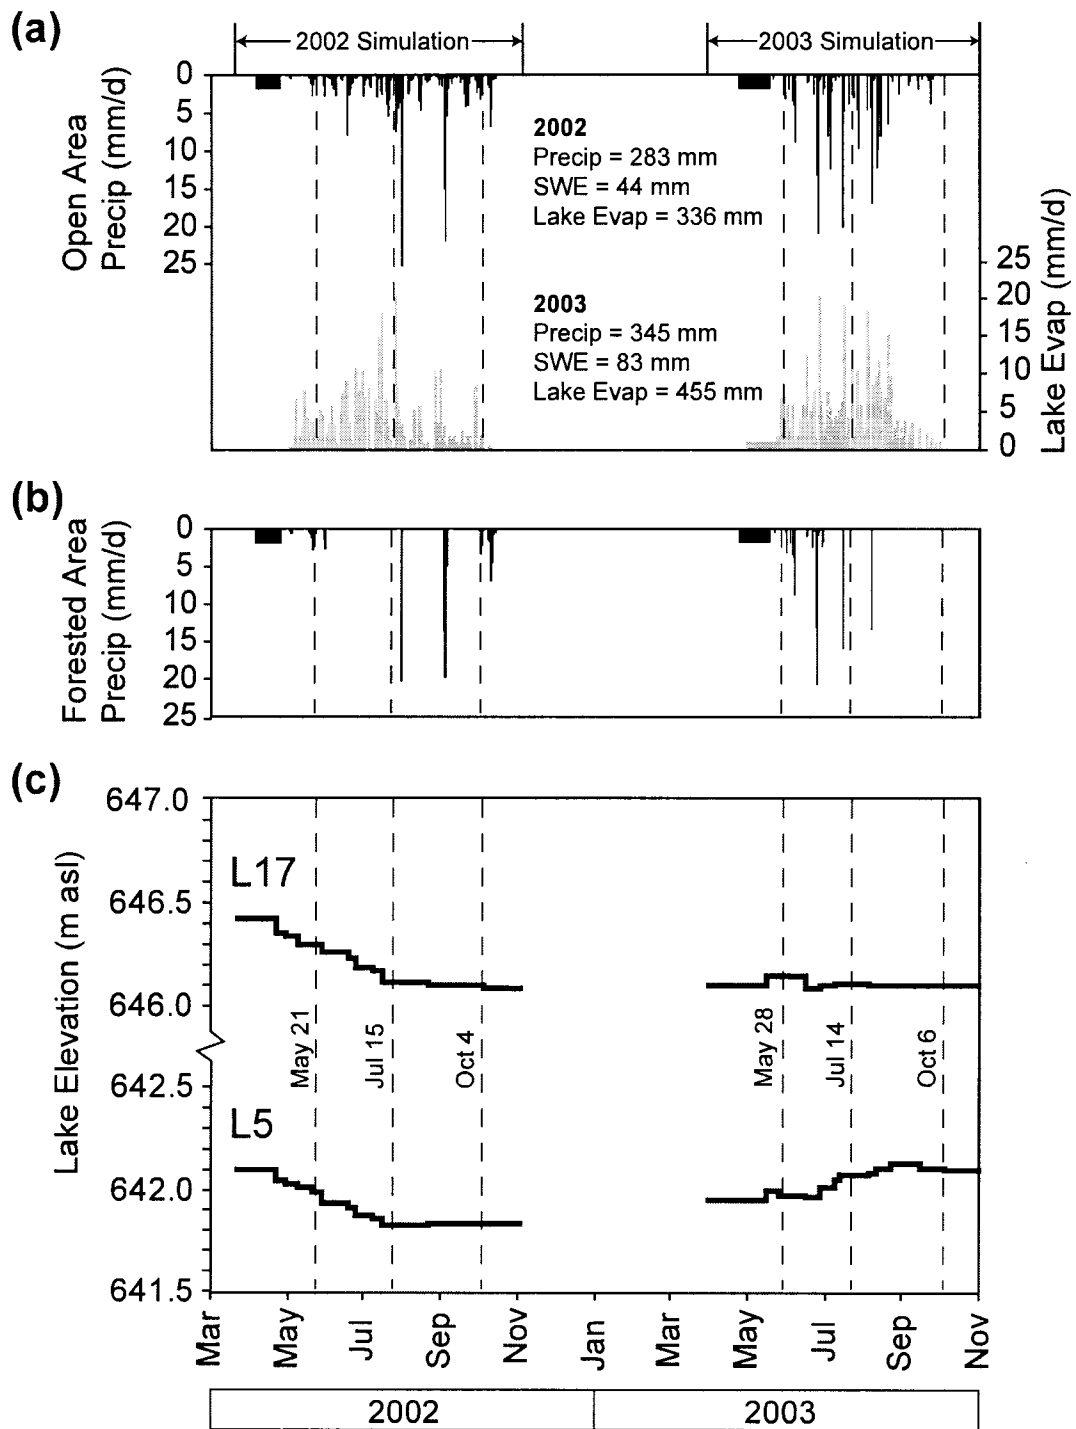 (a)
2002 Simulation
2003 Simulation
Open Area
Precip (mm/d)
0
5
10
15
20
25
2002
Precip = 283 mm
SWE = 44 mm
Lake Evap = 336 mm
2003
Precip = 345 mm
SWE = 83 mm
Lake Evap = 455 mm
25
20
15
10
5
0
Lake Evap (mm/d)
(b)
Forested Area
Precip (mm/d)
0
5
10
15
20
25
(c)
Lake Elevation (m asl)
647.0
646.5
646.0
642.5
642.0
641.5
L17
L5
May 21
Jul 15
Oct 4
May 28
Jul 14
Oct 6
Mar
May
Jul
Sep
Nov
Jan
Mar
May
Jul
Sep
Nov
2002
2003